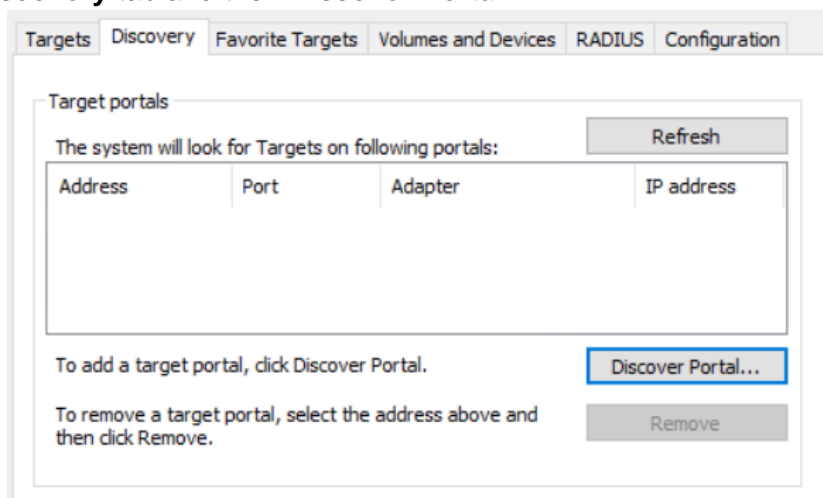 Targets Discovery Favorite Targets Volumes and Devices RADIUS Configuration
Target portals
The system will look for Targets on following portals:
Refresh
Address Port Adapter IP address
To add a target portal, click Discover Portal.
Discover Portal...
To remove a target portal, select the address above and
then click Remove.
Remove